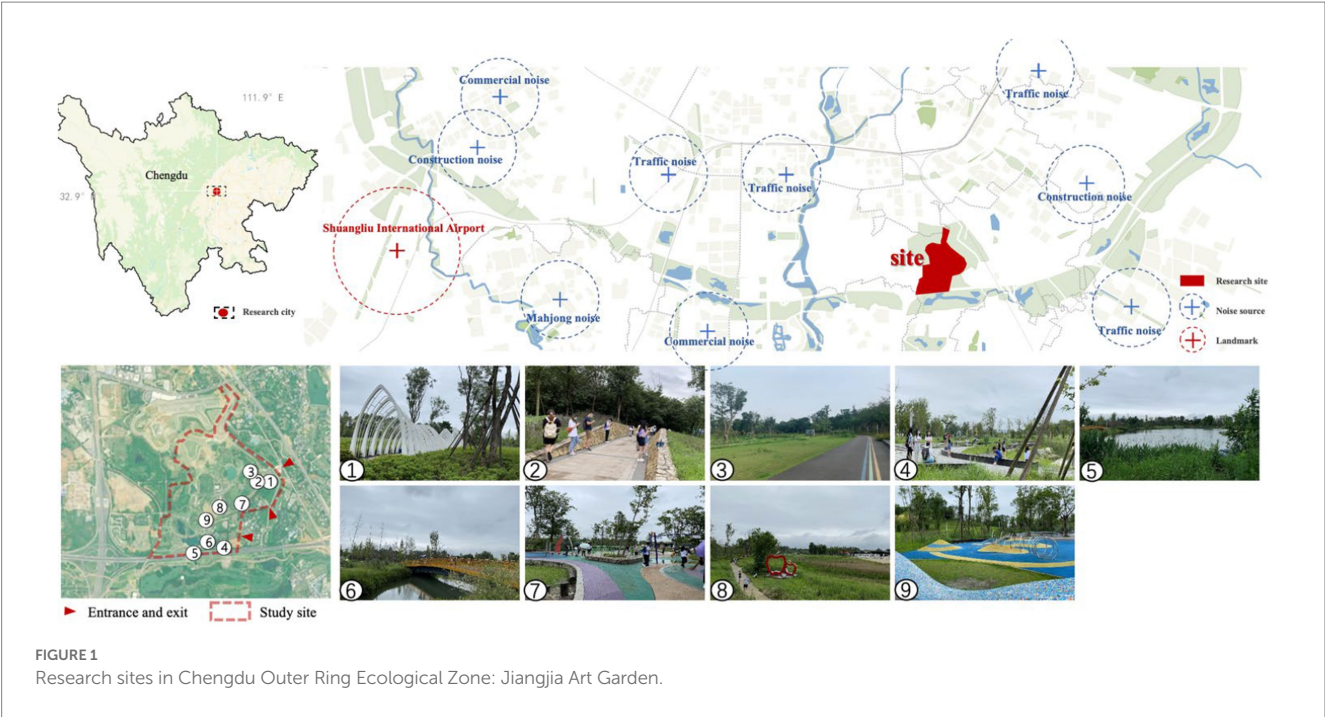 111.9° E
Chengdu
32.9°
Research city
Commercial noise
Construction noise
Traffic noise
Traffic noise
Traffic noise
Construction noise
Shuangliu International Airport
Mahjong noise
Commercial noise
Traffic noise
site
Research site
Noise source
Landmark
3
2 1
8 7
9
6
5 4
Entrance and exit
Study site
1
2
3
4
5
6
7
8
9
FIGURE 1
Research sites in Chengdu Outer Ring Ecological Zone: Jiangjia Art Garden.